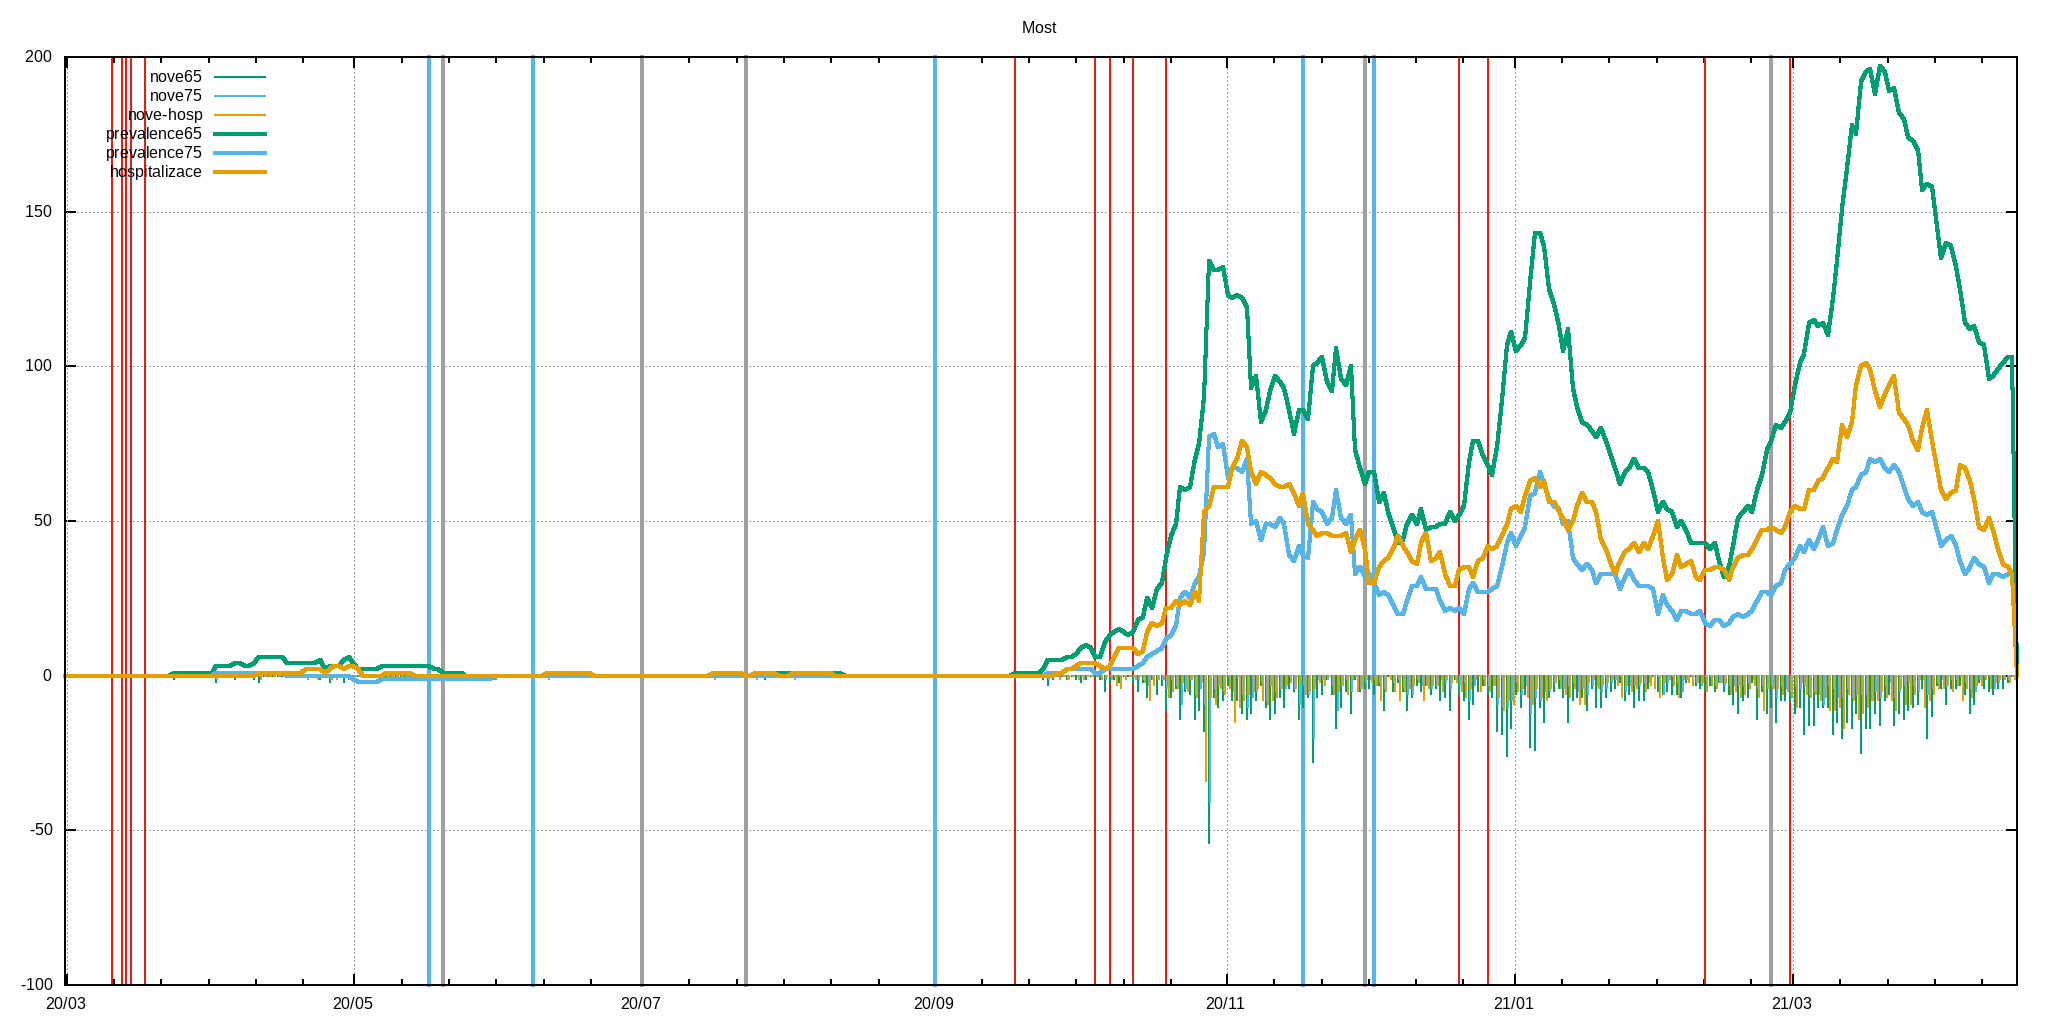 Most
200
nove65
nove75
nove-hosp
prevalence65
prevalence75
hospitalizace
150
100
50
0
-50
-100
20/03 20/05 20/07 20/09 20/11 21/01 21/03